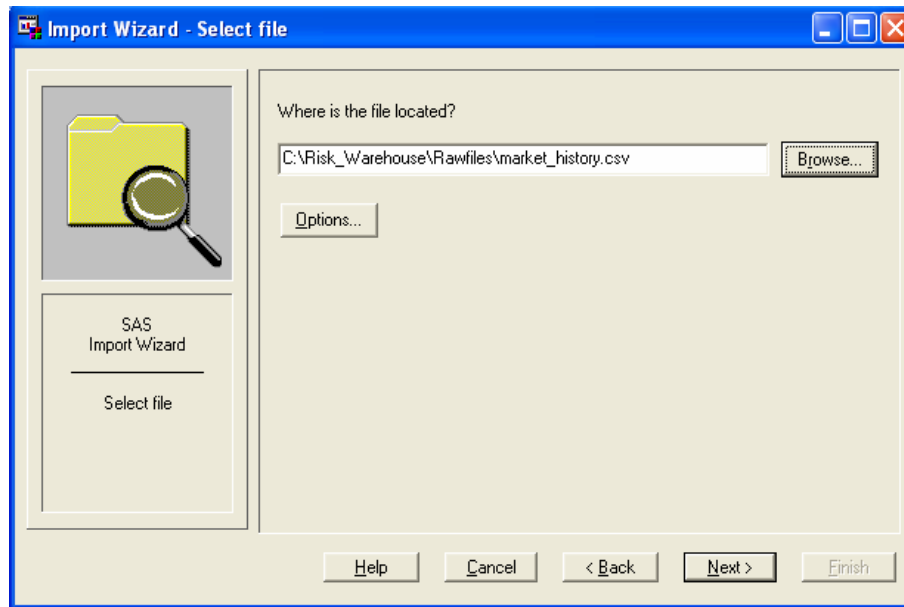 Import Wizard - Select file
Where is the file located?
C:\Risk_Warehouse\Rawfiles\market_history.csv
Browse...
Options...
SAS
Import Wizard
Select file
Help
Cancel
< Back
Next >
Finish